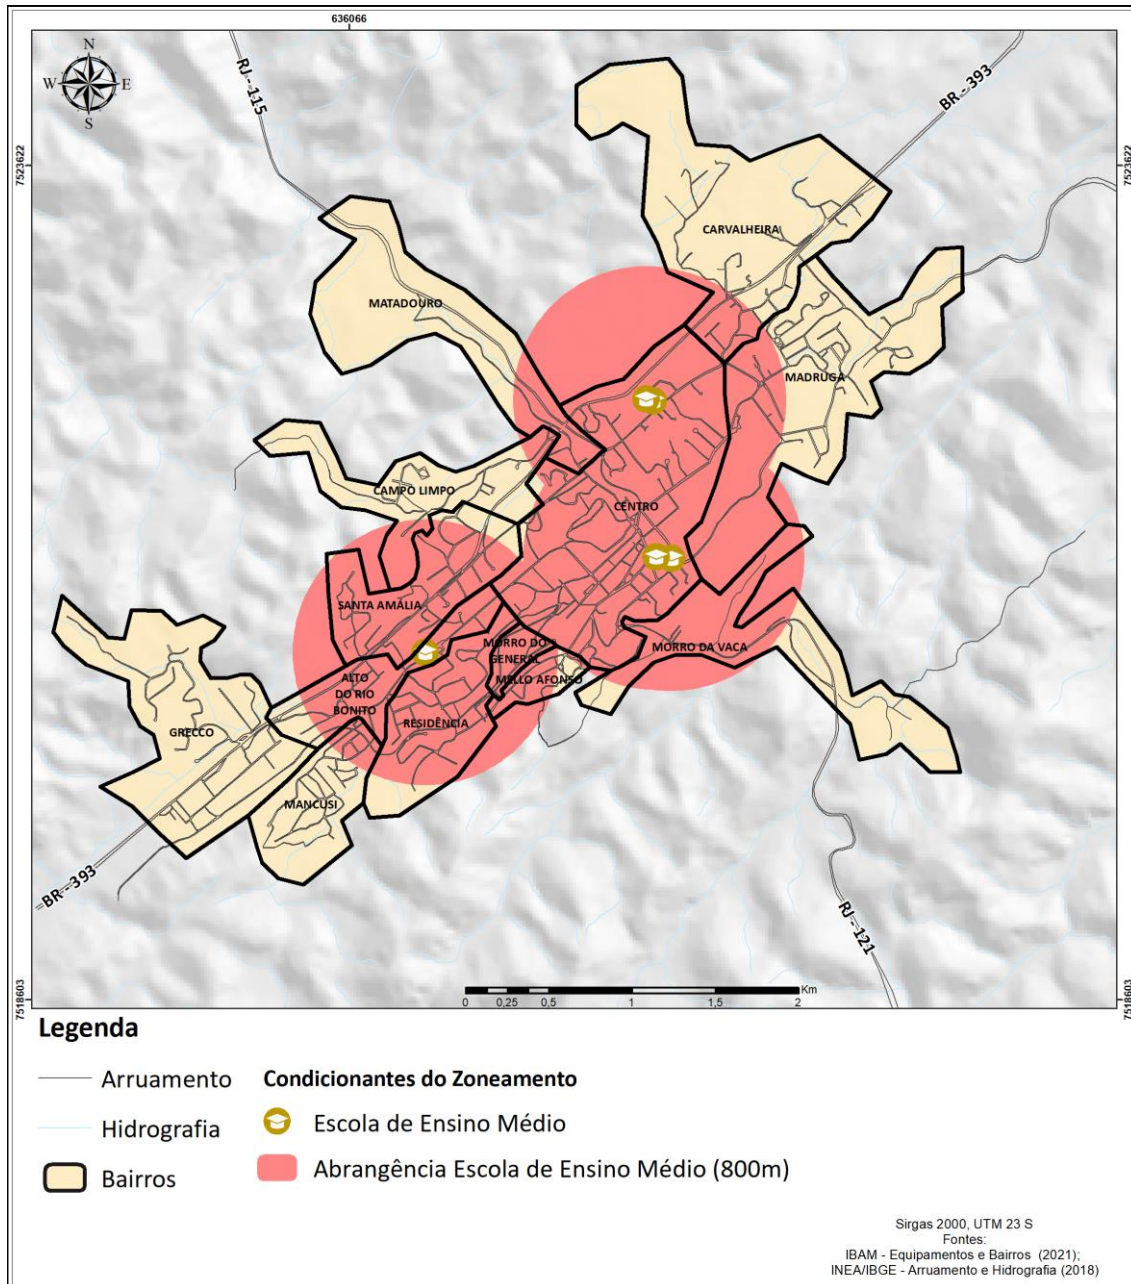 636066
N
W
E
S
RJ - 115
BR - 393
7523622
7523622
CARVALHEIRA
MATADOURO
MADRUGA
CAMPO LIMPO
CENTRO
SANTA AMÁLIA
MORRO DO
GENERAL
MORRO DA VACA
ALTO
DO RIO
BONITO
MELLO AFONSO
RESIDÊNCIA
GRECCO
MANCUSI
BR - 393
RJ - 121
7518603
7518603
Km
0 0,25 0,5 1 1,5 2
Legenda
Arruamento
Condicionantes do Zoneamento
Hidrografia
Escola de Ensino Médio
Bairros
Abrangência Escola de Ensino Médio (800m)
Sirgas 2000, UTM 23 S
Fontes:
IBAM - Equipamentos e Bairros (2021);
INEA/IBGE - Arruamento e Hidrografia (2018)